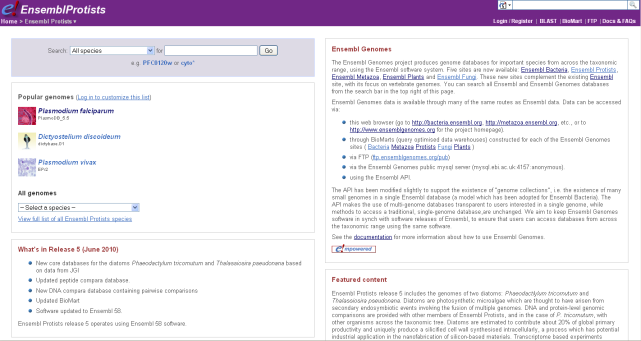 e! EnsemblProtists
Home > Ensembl Protists ▾
Login / Register | BLAST | BioMart | FTP | Docs & FAQs
Search: All species for Go
e.g. PFC0120w or cyto*
Popular genomes (Log in to customize this list)
Plasmodium falciparum
Dictyostelium discoideum
dictybase.01
Plasmodium vivax
All genomes
-- Select a species --
View full list of all Ensembl Protists species
What's in Release 5 (June 2010)
New core databases for the diatoms Phaeodactylum tricornutum and Thalassiosira pseudonana based
on data from JGI
Updated peptide compara database.
New DNA compara database containing pairwise comparisons.
Updated BioMart
Software updated to Ensembl 58.
Ensembl Protists release 5 operates using Ensembl 58 software.
Ensembl Genomes
The Ensembl Genomes project produces genome databases for important species from across the taxonomic
range, using the Ensembl software system. Five sites are now available: Ensembl Bacteria, Ensembl Protists,
Ensembl Metazoa, Ensembl Plants and Ensembl Fungi. These new sites complement the existing Ensembl
site, with its focus on vertebrate genomes. You can search all Ensembl and Ensembl Genomes databases
from the search bar in the top right of this page.
Ensembl Genomes data is available through many of the same routes as Ensembl data. Data can be accessed
via:
this web browser (go to http://bacteria.ensembl.org, http://metazoa.ensembl.org, etc., or to
http://www.ensemblgenomes.org for the project homepage).
through BioMarts (query optimised data warehouses) constructed for each of the Ensembl Genomes
sites ( Bacteria Metazoa Protists Fungi Plants )
via FTP (ftp.ensemblgenomes.org/pub)
via the Ensembl Genomes public mysql server (mysql.ebi.ac.uk:4157:anonymous).
using the Ensembl API.
The API has been modified slightly to support the existence of "genome collections", i.e. the existence of many
small genomes in a single Ensembl database (a model which has been adopted for Ensembl Bacteria). The
API makes the use of multi-genome databases transparent to users interested in a single genome, while
methods to access a traditional, single-genome database,are unchanged. We aim to keep Ensembl Genomes
software in synch with software releases of Ensembl, to ensure that users can access databases from across
the taxonomic range using the same software.
See the documentation for more information about how to use Ensembl Genomes.
e! mpowered
Featured content
Ensembl Protists release 5 includes the genomes of two diatoms: Phaeodactylum tricornutum and
Thalassiosira pseudonana. Diatoms are photosynthetic microalgae which are thought to have arisen from
secondary endosymbiotic events involving the fusion of multiple genomes. DNA and protein-level genomic
comparisons are provided with other members of Ensembl Protists, and in the case of P. tricornutum, with
other organisms across the taxonomic tree. Diatoms are estimated to contribute about 20% of global primary
productivity and uniquely produce a silicified cell wall synthesised intracellularly, a process which has potential
industrial application in the nanofabrication of silicon-based materials. Transcriptome based experiments